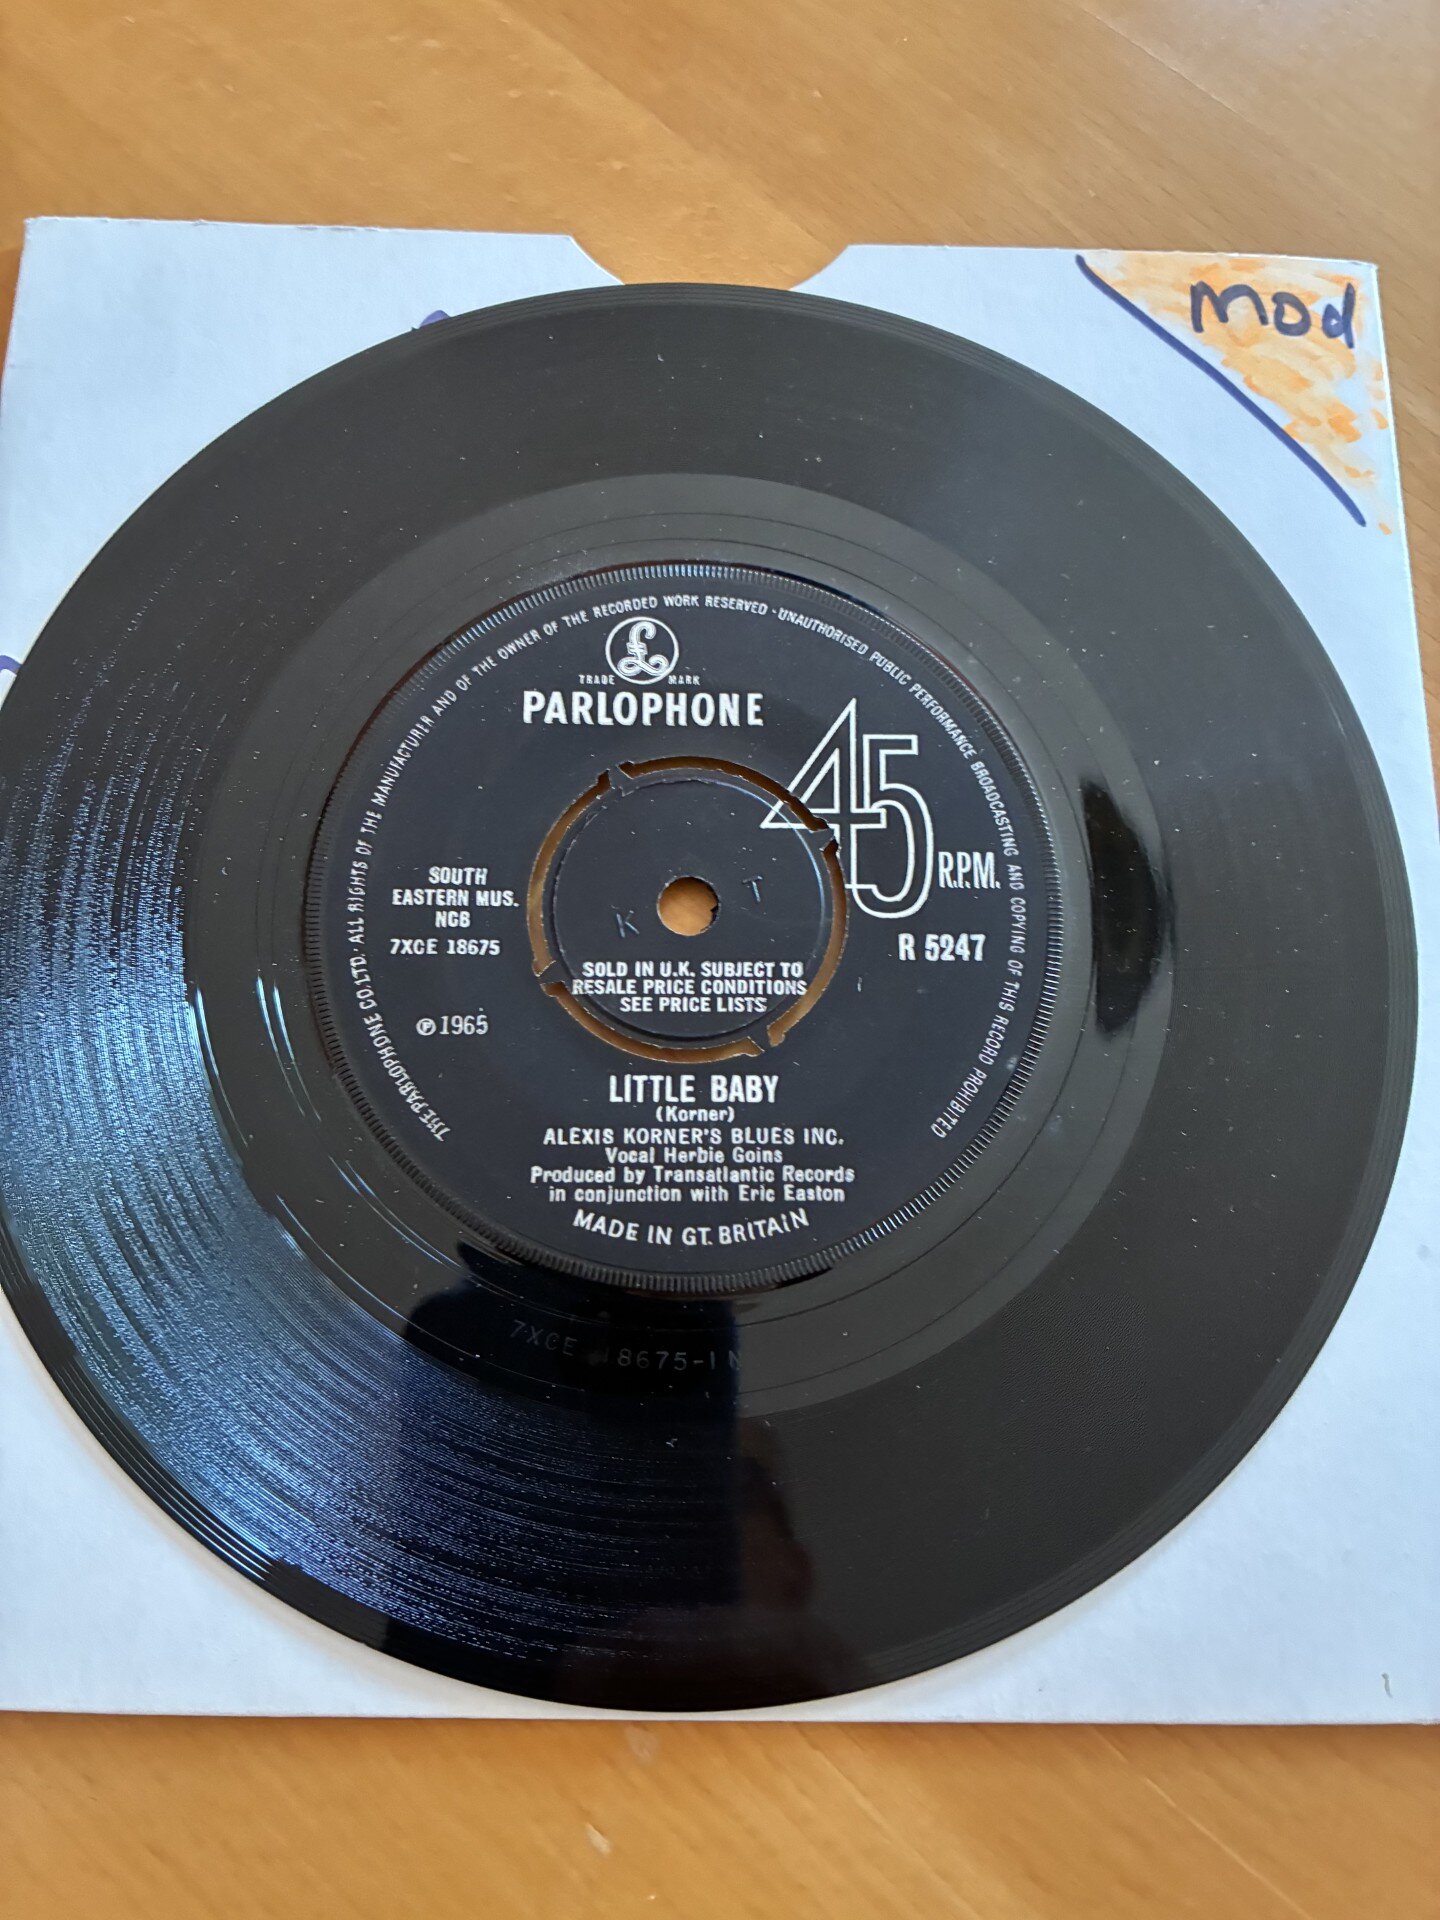 mod
THE PARLOPHONE CO.LTD. ALL RIGHTS OF THE MANUFACTURER AND OF THE OWNER OF THE RECORDED WORK RESERVED · UNAUTHORISED PUBLIC PERFORMANCE BROADCASTING AND COPYING OF THIS RECORD PROHIBITED
£
TRADE MARK
PARLOPHONE
45
R.P.M.
SOUTH
EASTERN MUS.
NCB
7XCE 18675
℗ 1965
R 5247
K T
SOLD IN U.K. SUBJECT TO
RESALE PRICE CONDITIONS
SEE PRICE LISTS
LITTLE BABY
(Korner)
ALEXIS KORNER'S BLUES INC.
Vocal Herbie Goins
Produced by Transatlantic Records
in conjunction with Eric Easton
MADE IN GT. BRITAIN
7XCE 18675-1N